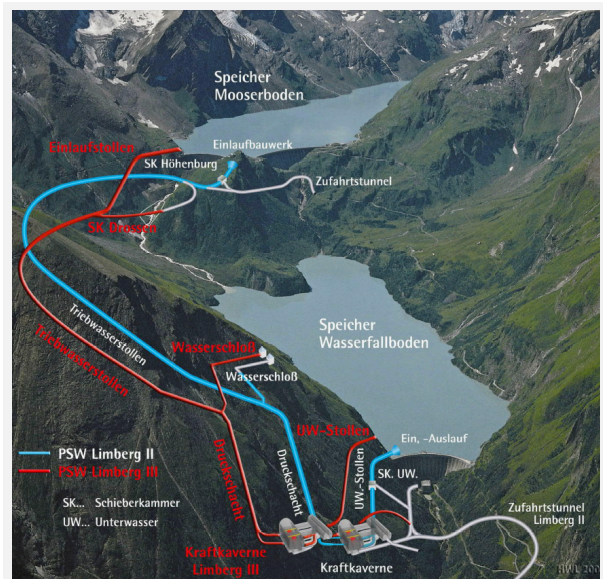 Speicher
Mooserboden
Einlaufstollen
Einlaufbauwerk
SK Höhenburg
Zufahrtstunnel
SK Drossen
Speicher
Wasserfallboden
Triebwasserstollen
Triebwasserstollen
Wasserschloß
Wasserschloß
UW-Stollen
Ein, -Auslauf
PSW Limberg II
PSW Limberg III
Druckschacht
Druckschacht
UW.-Stollen
SK. UW.
SK... Schieberkammer
UW... Unterwasser
Zufahrtstunnel
Limberg II
Kraftkaverne
Limberg III
Kraftkaverne